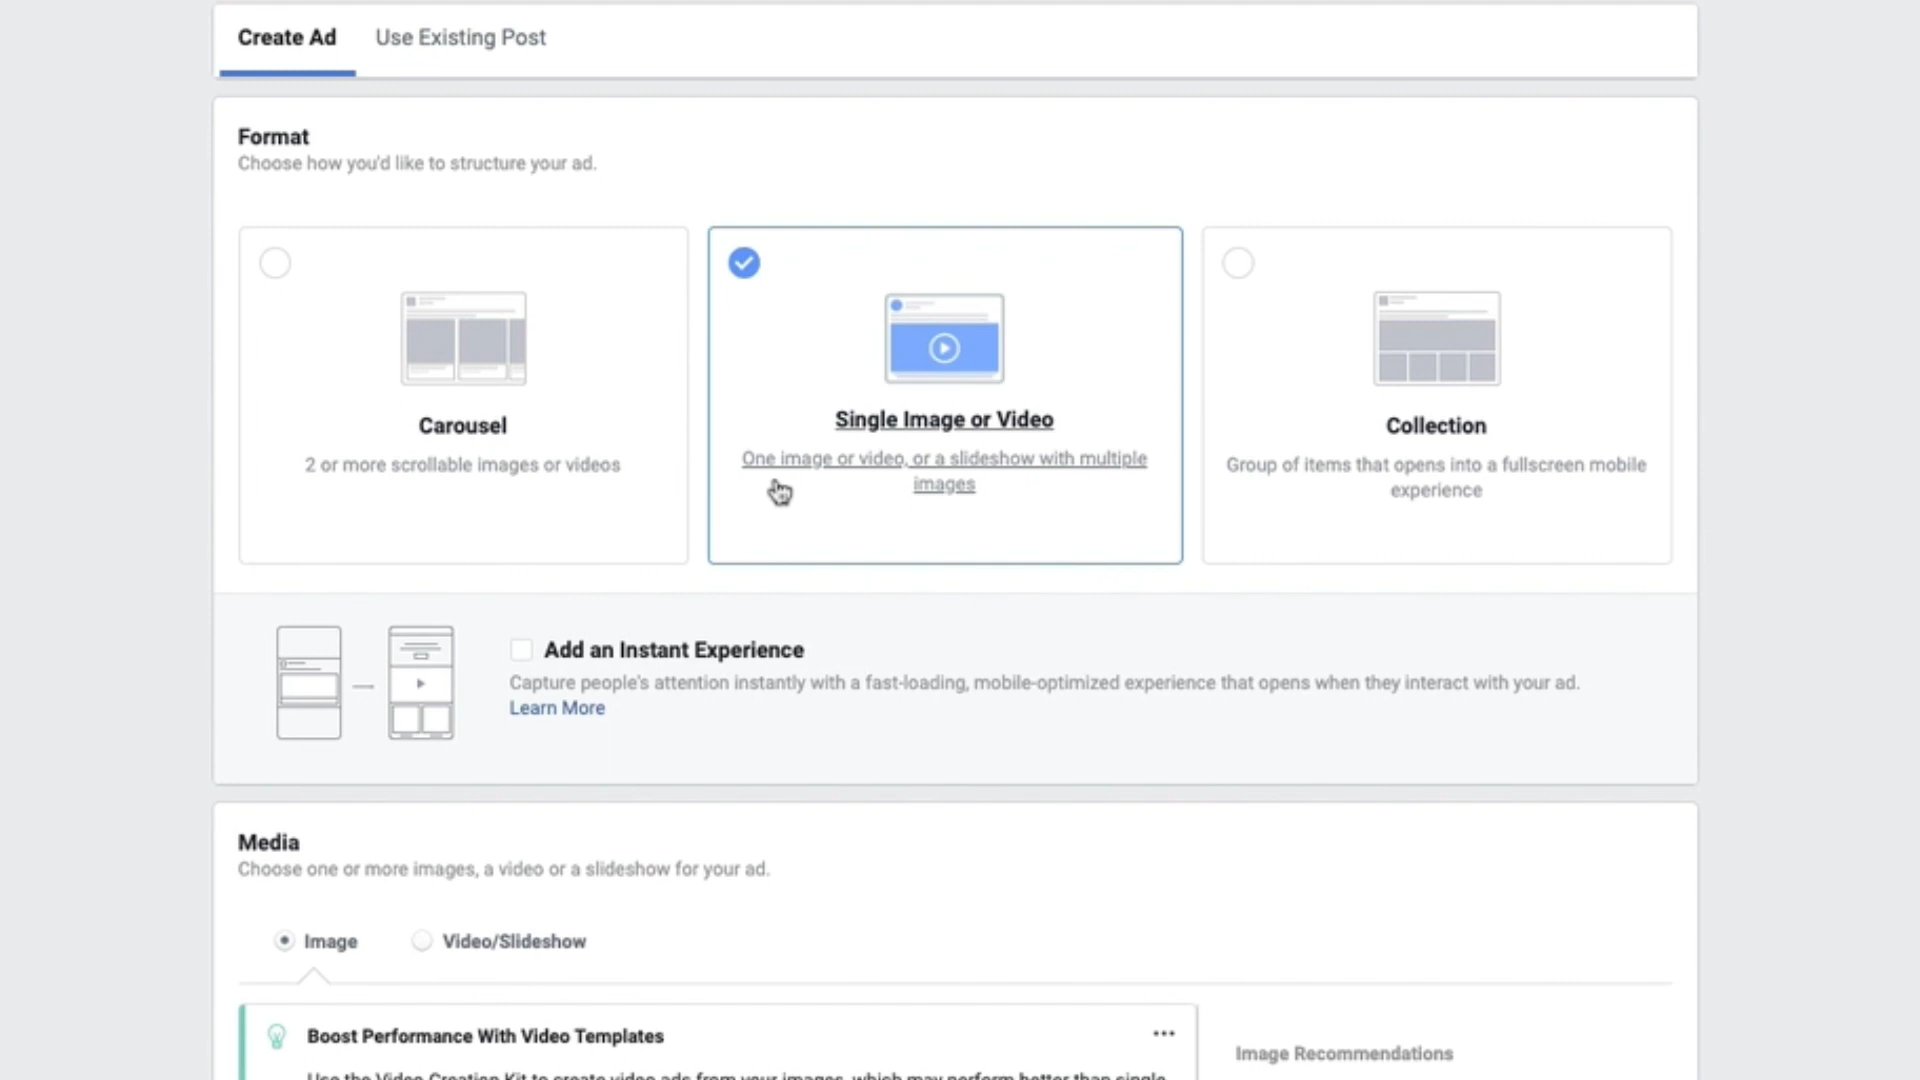 Create Ad
Use Existing Post
Format
Choose how you'd like to structure your ad.
Carousel
2 or more scrollable images or videos
Single Image or Video
One image or video, or a slideshow with multiple
images
Collection
Group of items that opens into a fullscreen mobile
experience
Add an Instant Experience
Capture people's attention instantly with a fast-loading, mobile-optimized experience that opens when they interact with your ad.
Learn More
Media
Choose one or more images, a video or a slideshow for your ad.
Image
Video/Slideshow
Boost Performance With Video Templates
Image Recommendations
Use the Video Creation Kit to create video ads from your images, which may perform better than single